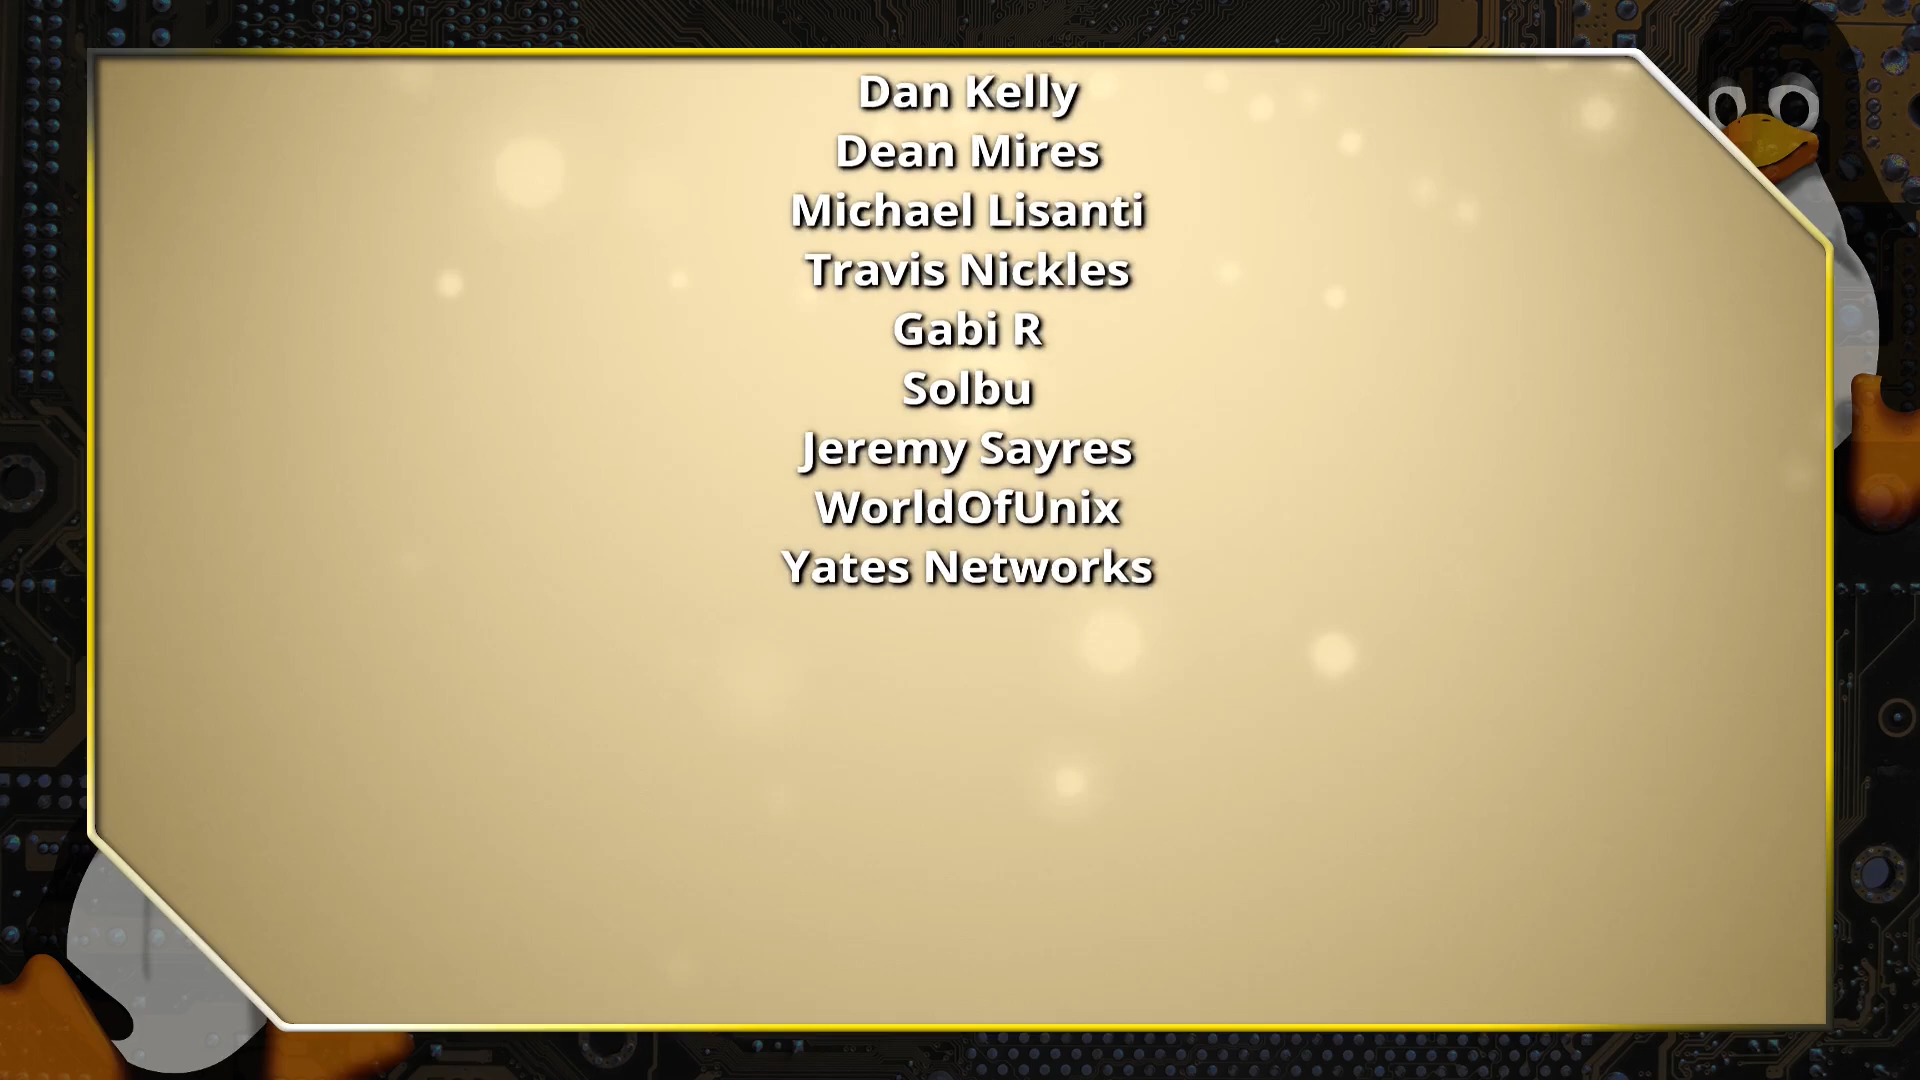 Dan Kelly
Dean Mires
Michael Lisanti
Travis Nickles
Gabi R
Solbu
Jeremy Sayres
WorldOfUnix
Yates Networks